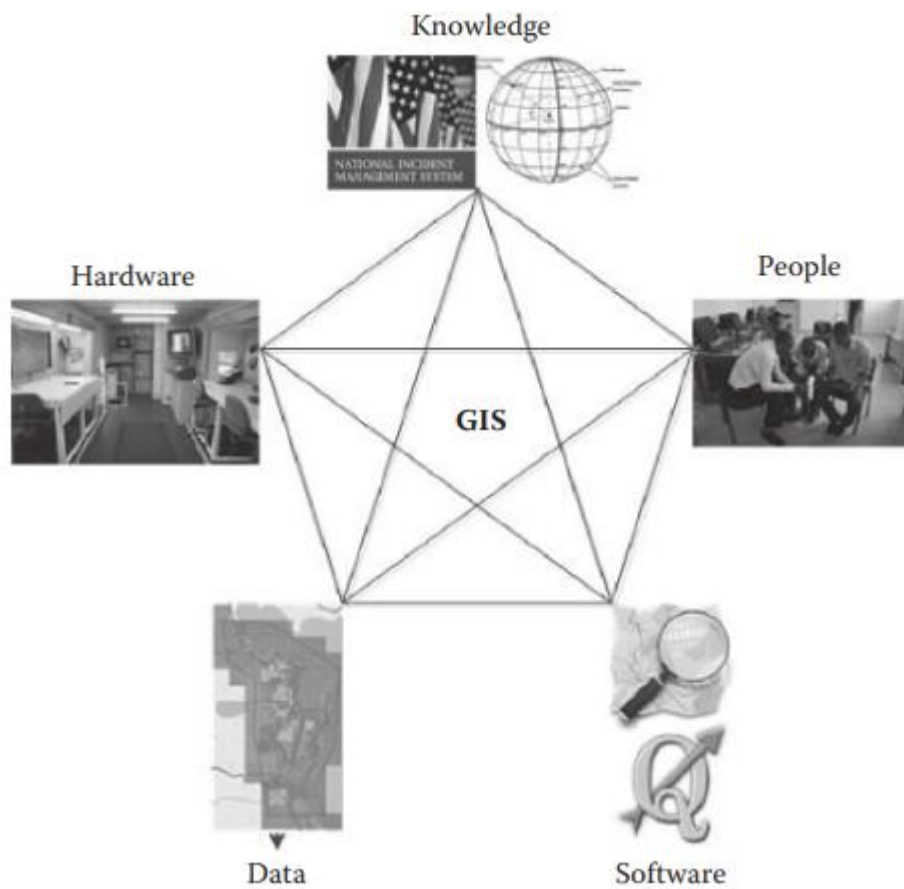 Knowledge
NATIONAL INCIDENT
MANAGEMENT SYSTEM
Hardware
People
GIS
Q
Data
Software